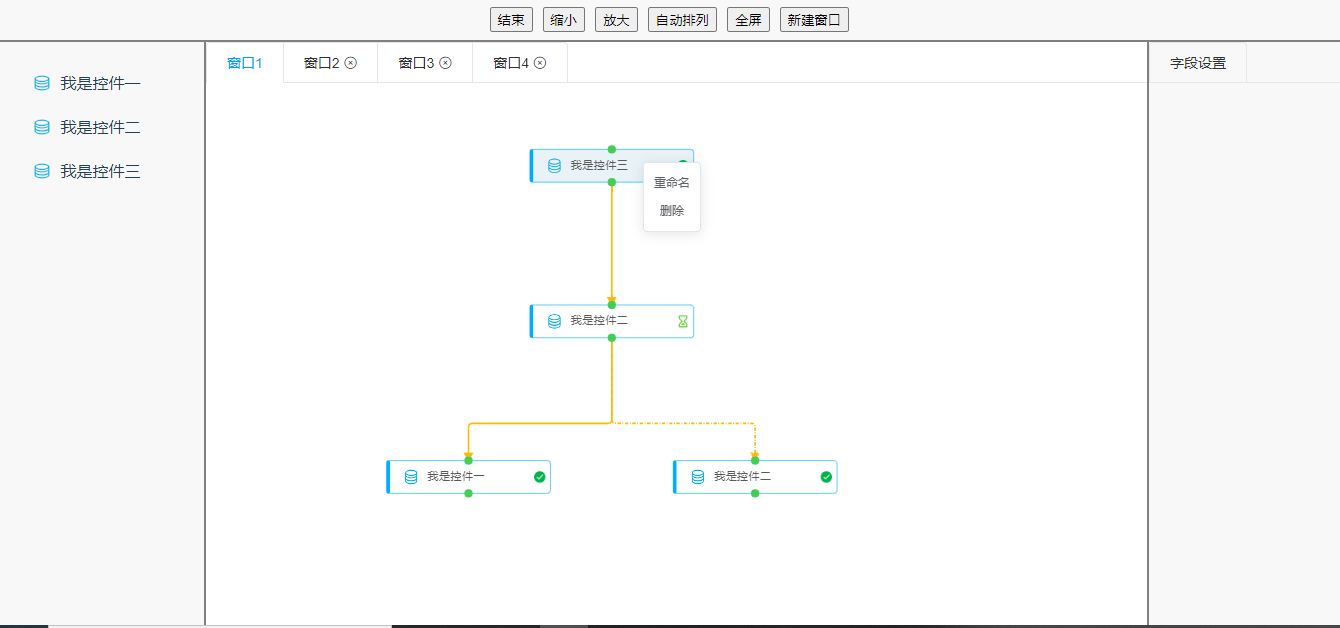 结束 缩小 放大 自动排列 全屏 新建窗口
窗口1 窗口2 窗口3 窗口4 字段设置
我是控件一
我是控件二
我是控件三
我是控件三
重命名
删除
我是控件二
我是控件一 我是控件二